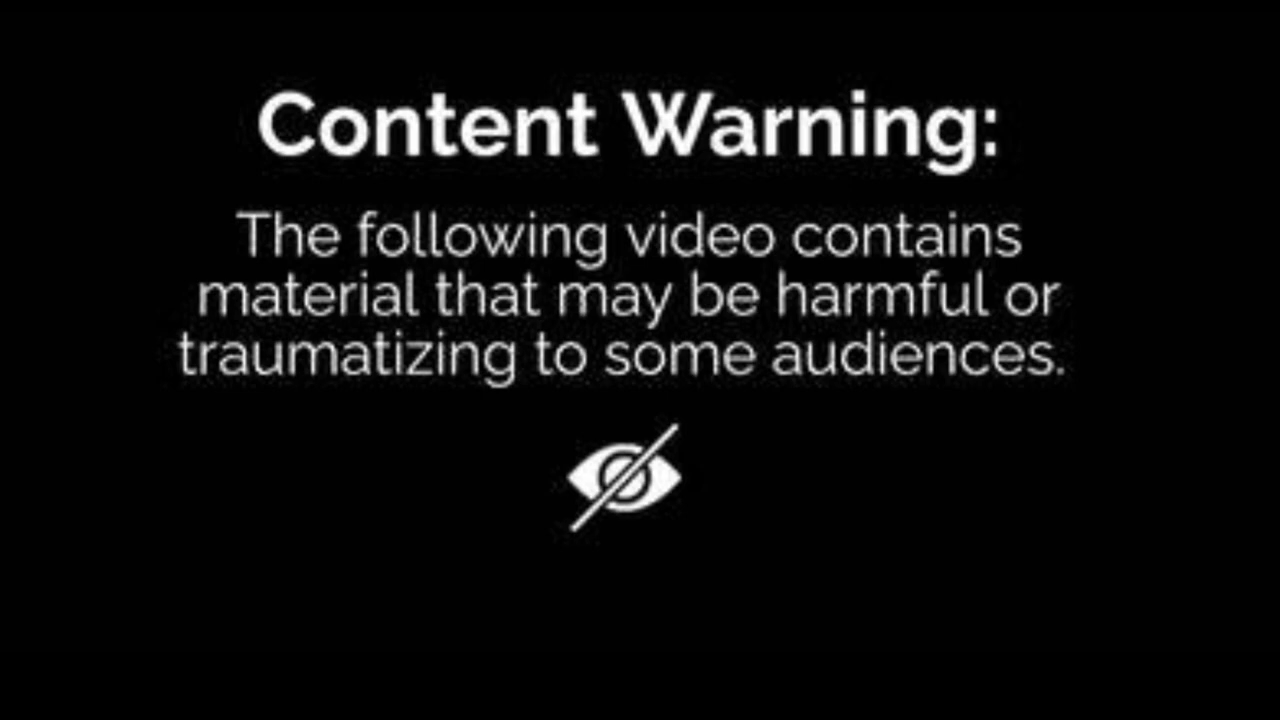 Content Warning:
The following video contains
material that may be harmful or
traumatizing to some audiences.